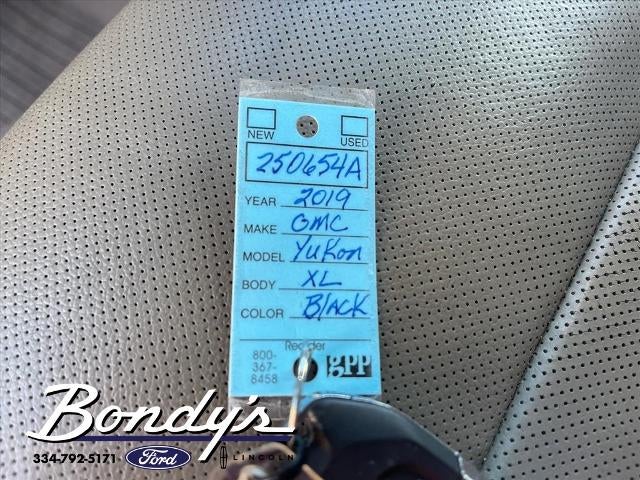 NEW USED
250654A
YEAR 2019
MAKE GMC
MODEL Yukon
BODY XL
COLOR Black
Reorder
800-
367-
8458
gpp
Bondy's
334-792-5171 Ford LINCOLN